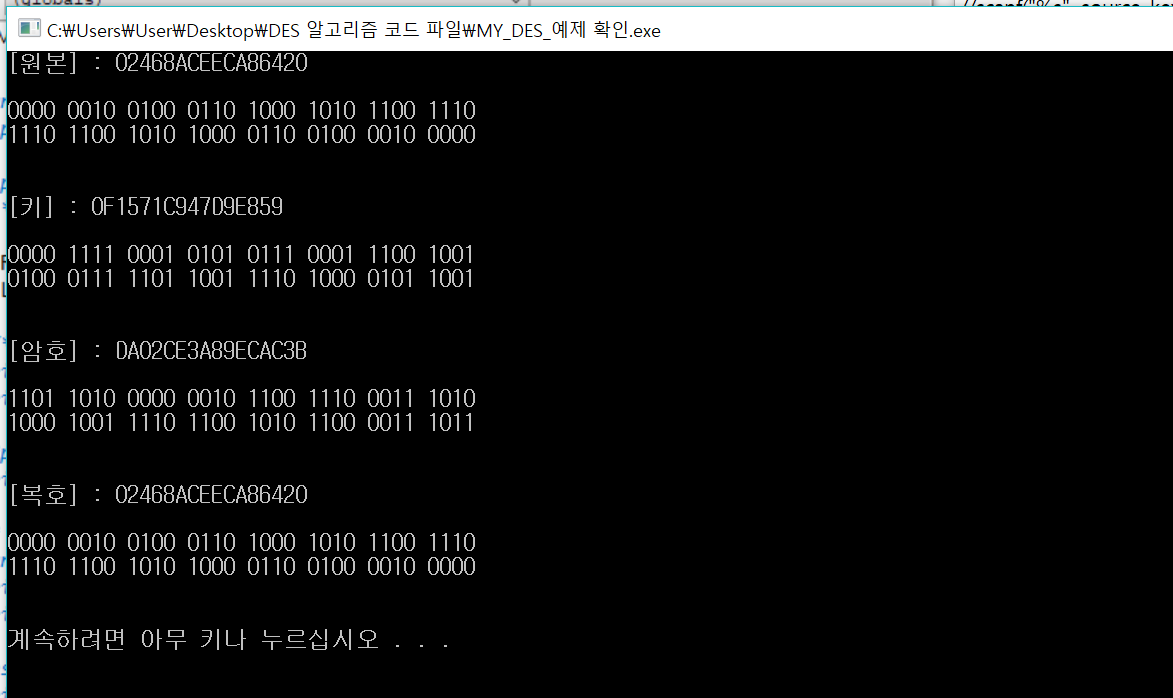 C:₩Users₩User₩Desktop₩DES 알고리즘 코드 파일₩MY_DES_예제 확인.exe
[원본] : 02468ACEECA86420
0000 0010 0100 0110 1000 1010 1100 1110
1110 1100 1010 1000 0110 0100 0010 0000
[키] : 0F1571C947D9E859
0000 1111 0001 0101 0111 0001 1100 1001
0100 0111 1101 1001 1110 1000 0101 1001
[암호] : DA02CE3A89ECAC3B
1101 1010 0000 0010 1100 1110 0011 1010
1000 1001 1110 1100 1010 1100 0011 1011
[복호] : 02468ACEECA86420
0000 0010 0100 0110 1000 1010 1100 1110
1110 1100 1010 1000 0110 0100 0010 0000
계속하려면 아무 키나 누르십시오 . . .